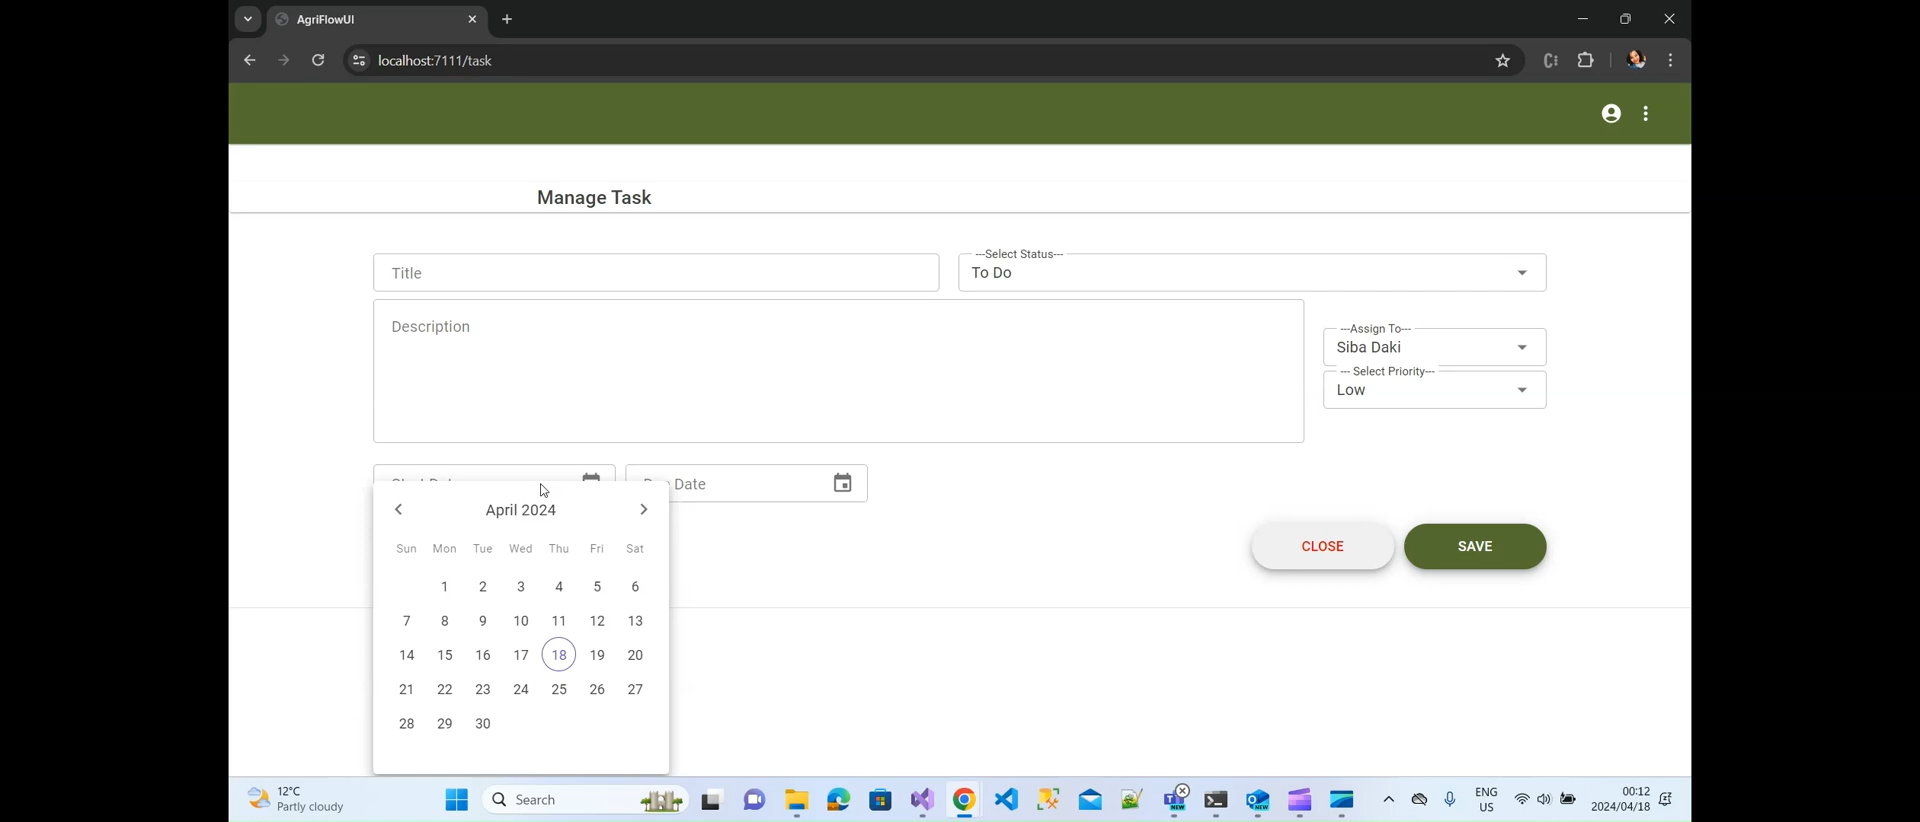 AgriFlowUI
localhost:7111/task
Manage Task
Title
---Select Status---
To Do
Description
---Assign To---
Siba Daki
--- Select Priority---
Low
Date
April 2024
Sun Mon Tue Wed Thu Fri Sat
1 2 3 4 5 6
7 8 9 10 11 12 13
14 15 16 17 18 19 20
21 22 23 24 25 26 27
28 29 30
CLOSE
SAVE
12°C
Partly cloudy
Search
NEW
NEW
ENG
US
00:12
2024/04/18